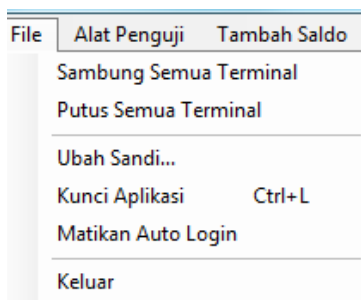 File Alat Penguji Tambah Saldo
Sambung Semua Terminal
Putus Semua Terminal
Ubah Sandi...
Kunci Aplikasi Ctrl+L
Matikan Auto Login
Keluar